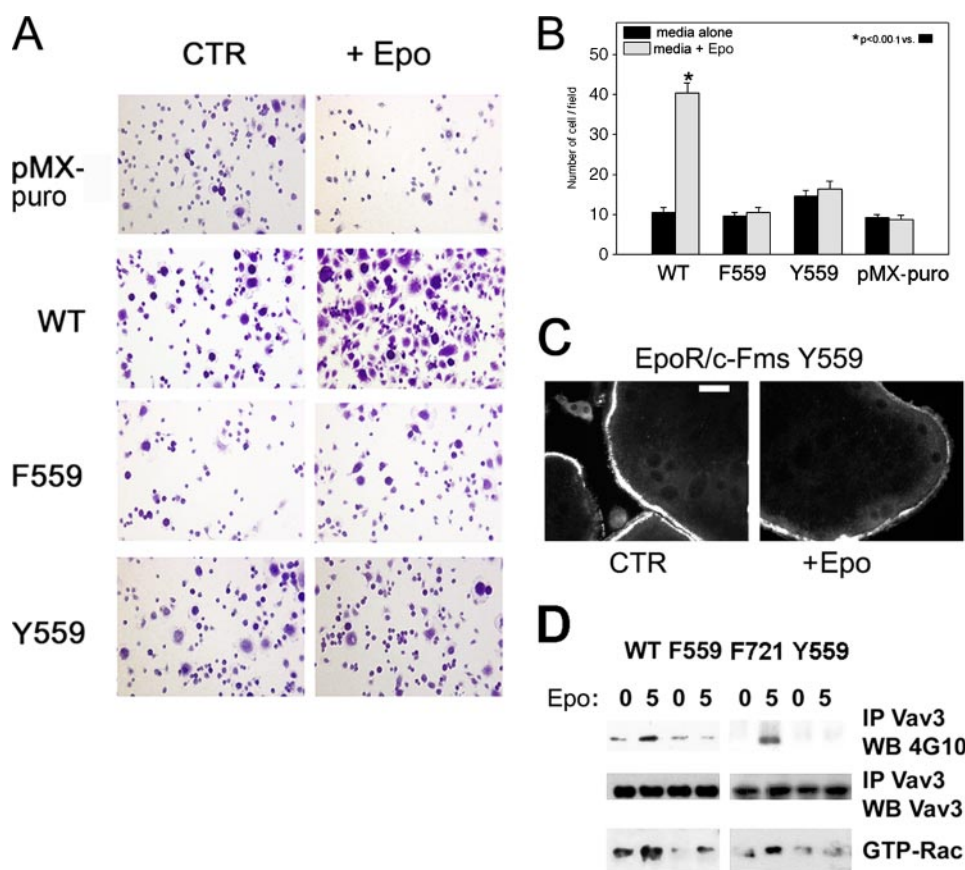 A
CTR + Epo
pMX-
puro
WT
F559
Y559
B
media alone
media + Epo
* p<0.00 1 vs.
Number of cell / field
50
40
30
20
10
0
*
WT F559 Y559 pMX-puro
C
EpoR/c-Fms Y559
CTR +Epo
D
WT F559 F721 Y559
Epo: 0 5 0 5 0 5 0 5
IP Vav3
WB 4G10
IP Vav3
WB Vav3
GTP-Rac